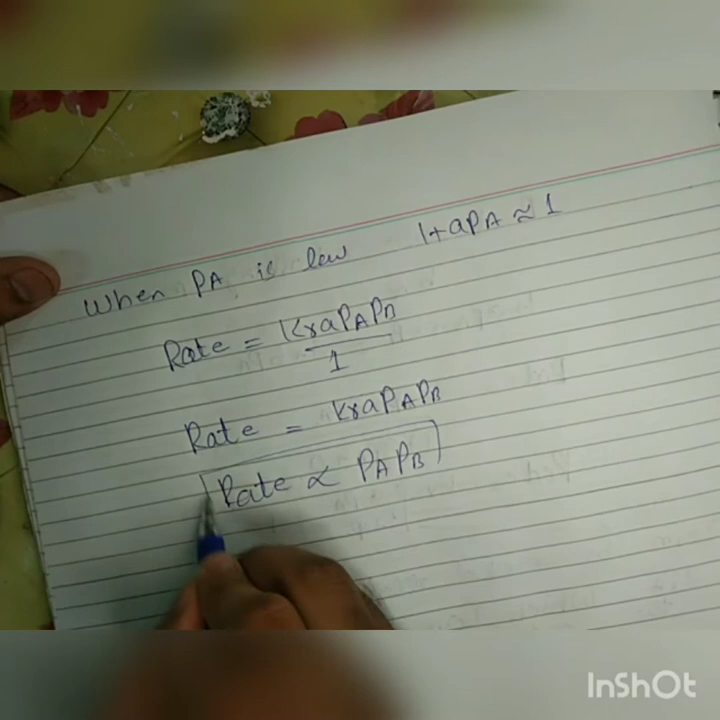 When PA is low 1+aPA ≈ 1
Rate = KraPAPB
1
Rate = KraPAPB
Rate ∝ PAPB
InShOt